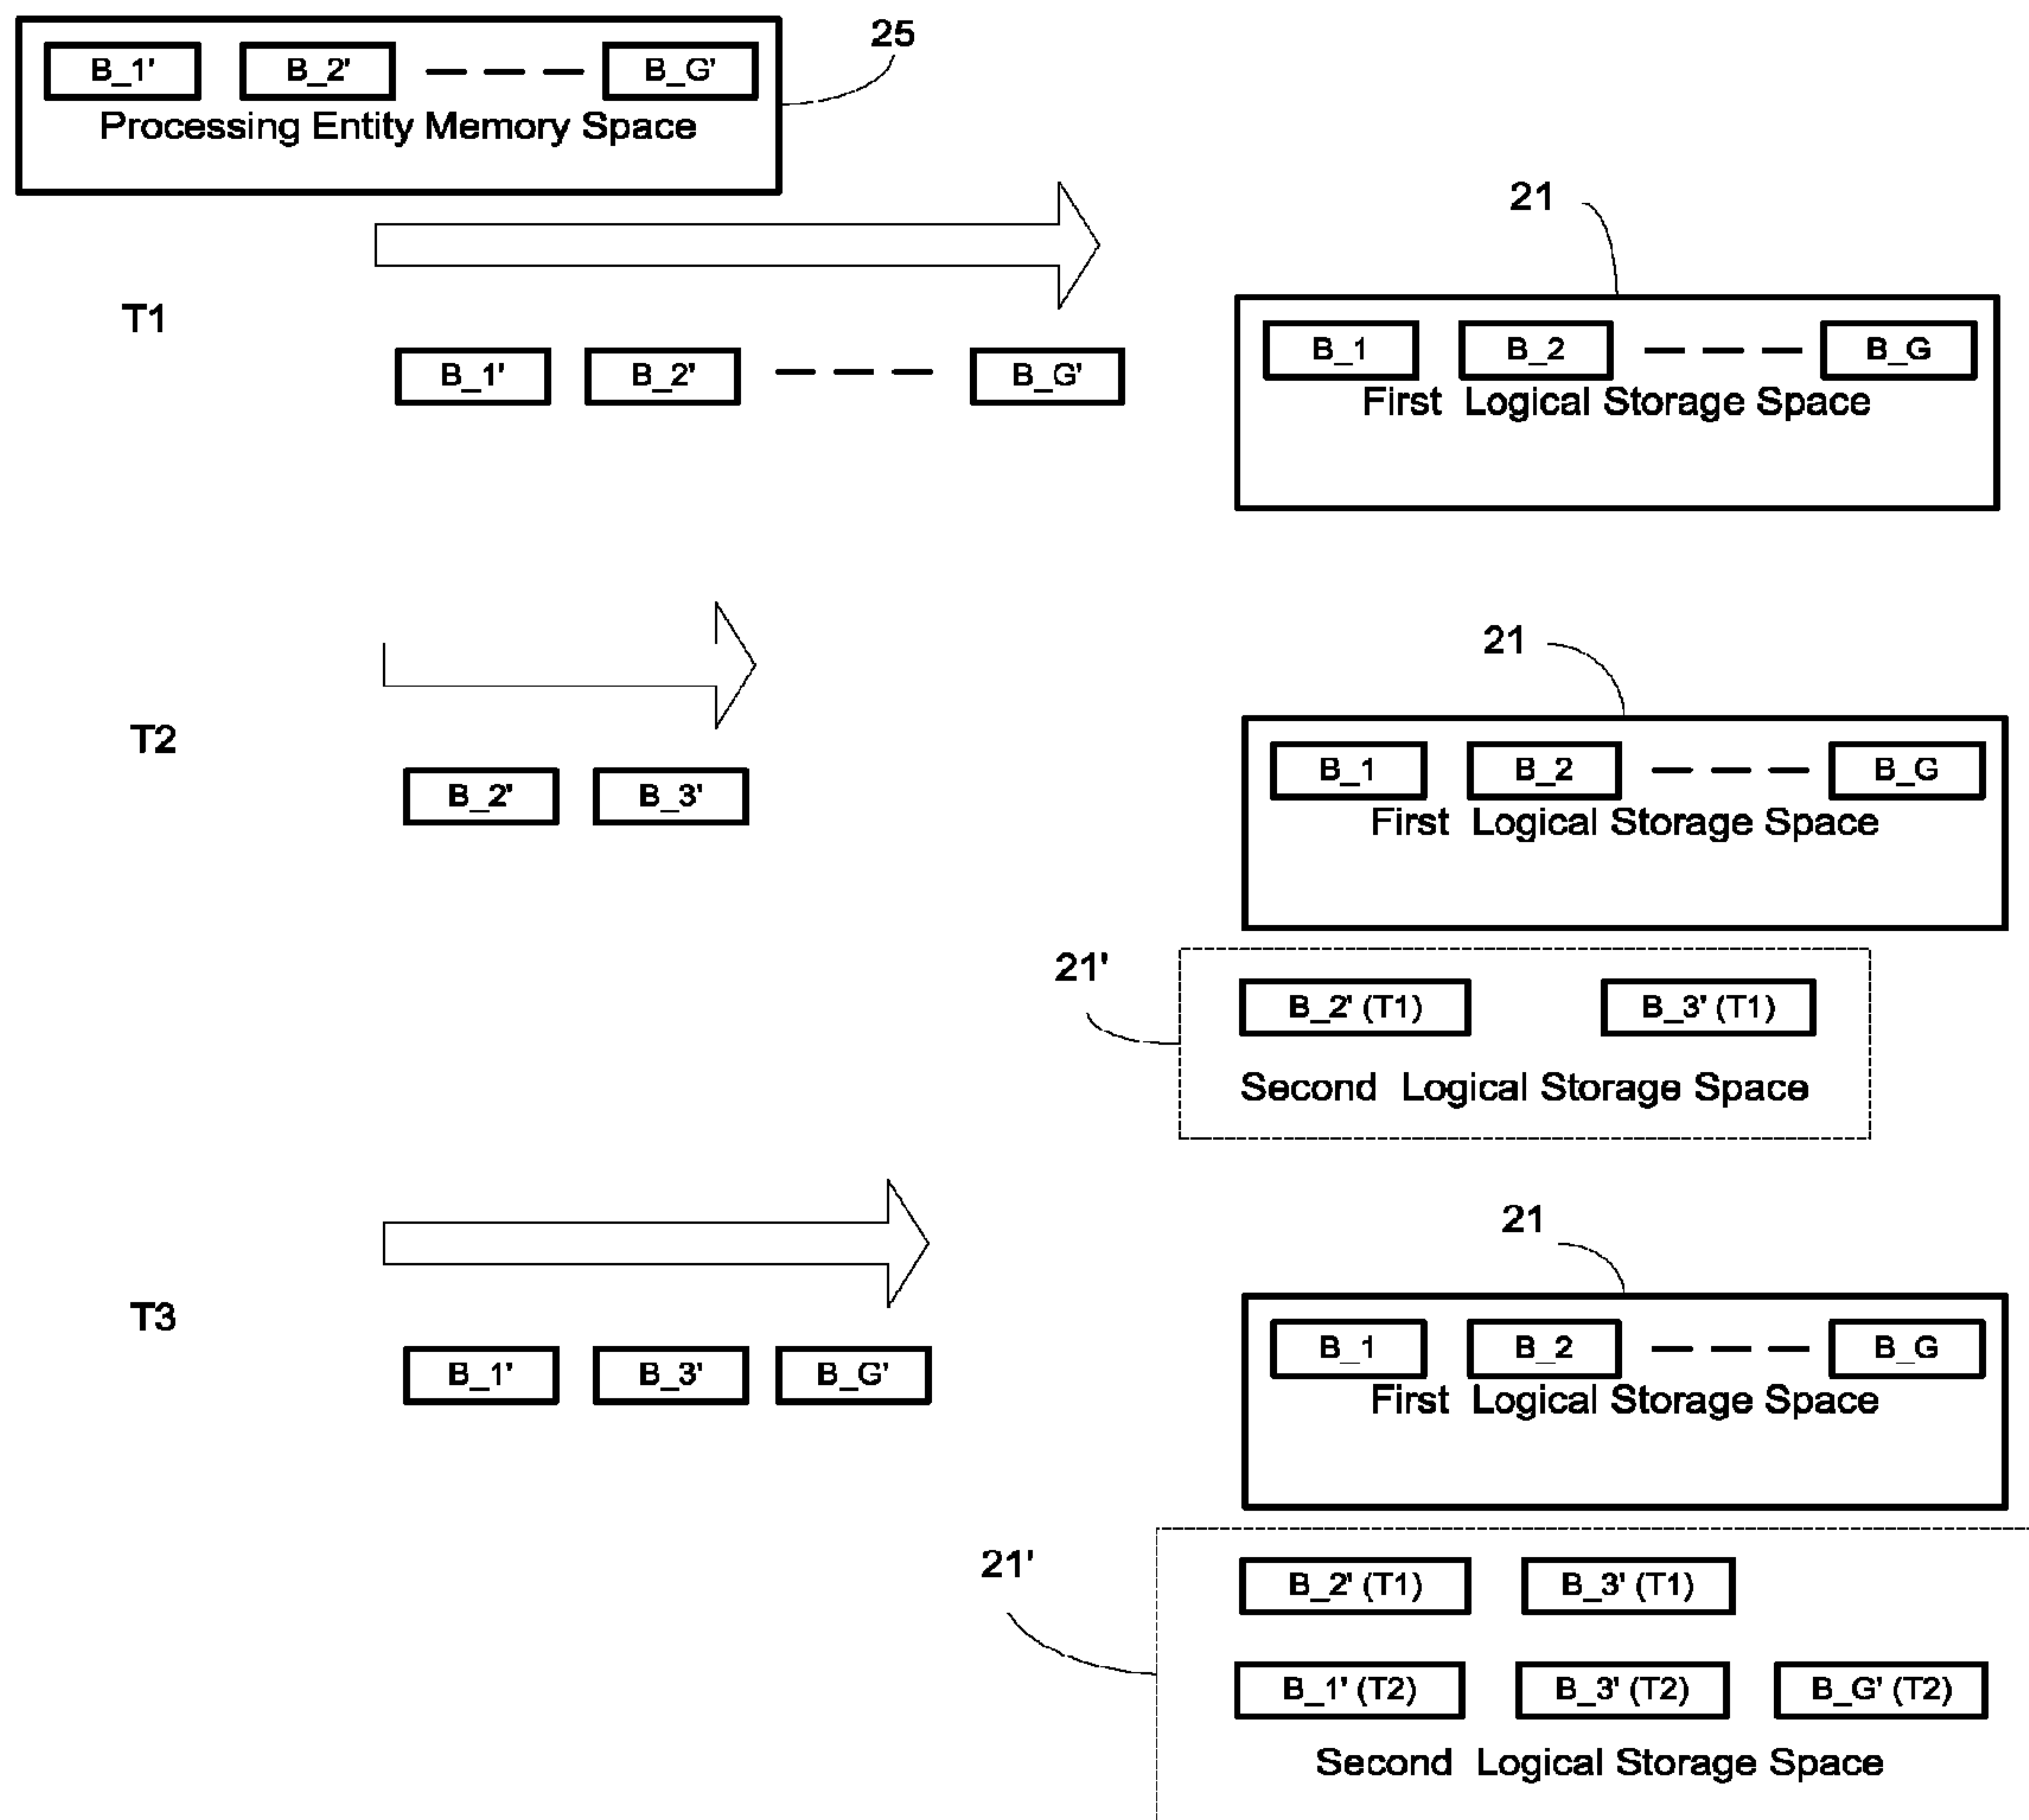 25
B_1' B_2' B_G'
Processing Entity Memory Space
21
T1
B_1 B_2 B_G
First Logical Storage Space
B_1' B_2' B_G'
21
T2
B_1 B_2 B_G
First Logical Storage Space
B_2' B_3'
21'
B_2' (T1) B_3' (T1)
Second Logical Storage Space
21
T3
B_1 B_2 B_G
First Logical Storage Space
B_1' B_3' B_G'
21'
B_2' (T1) B_3' (T1)
B_1' (T2) B_3' (T2) B_G' (T2)
Second Logical Storage Space